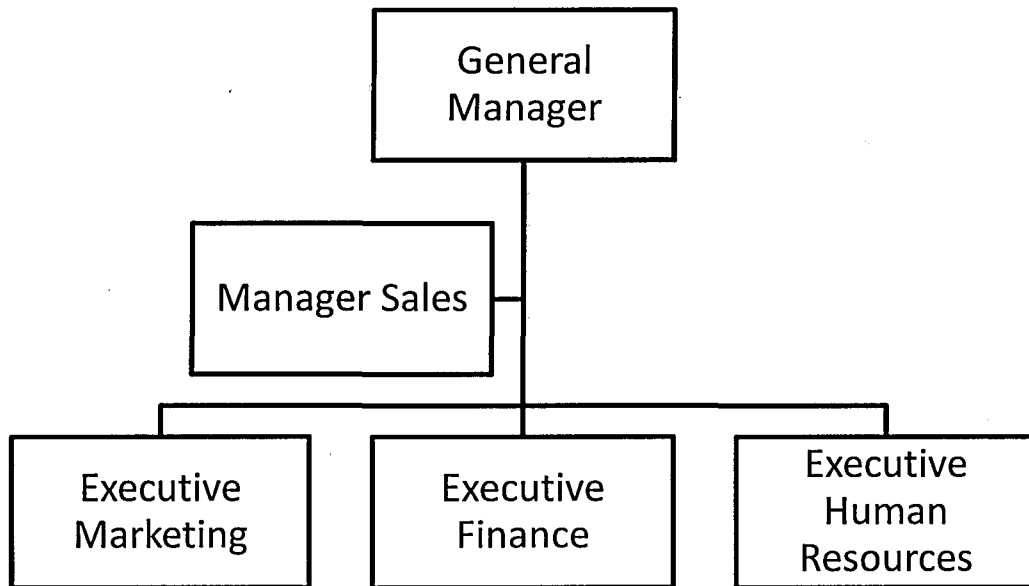 General
Manager
Manager Sales
Executive
Marketing
Executive
Finance
Executive
Human
Resources